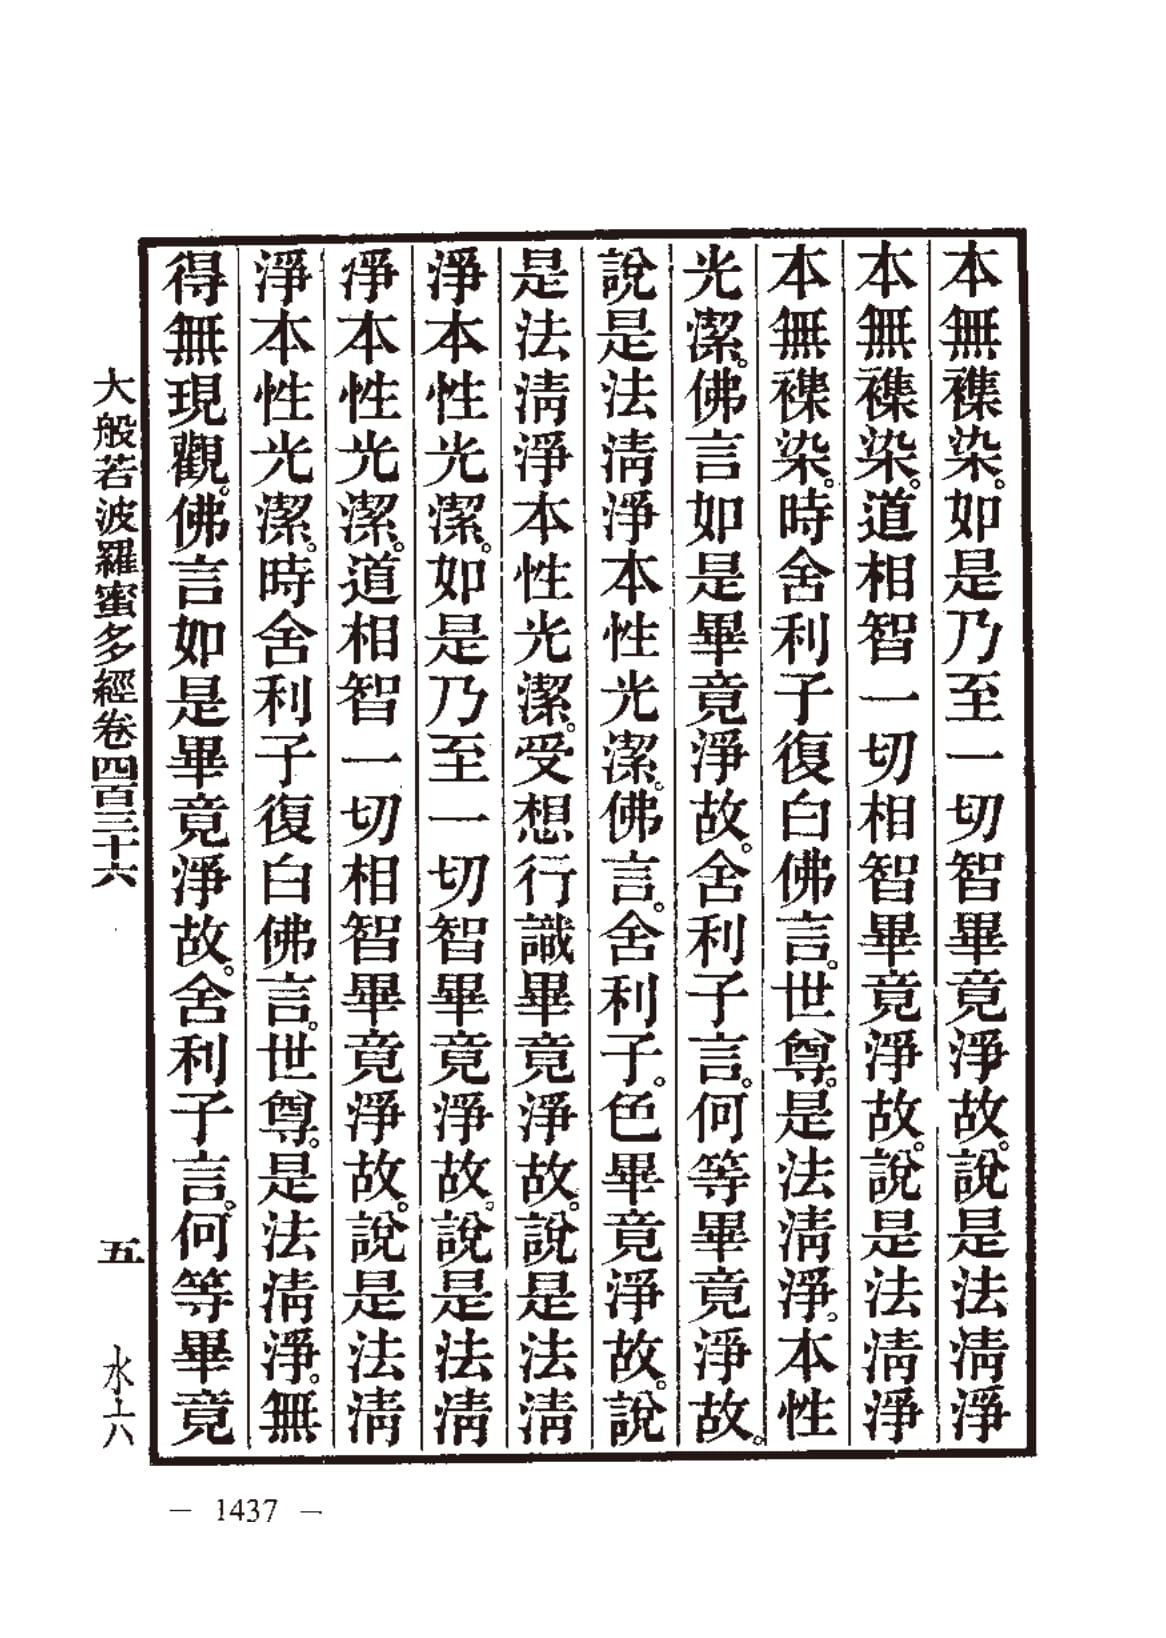 本無襍染。如是乃至一切智畢竟淨故。說是法清淨
本無襍染。道相智一切相智畢竟淨故。說是法清淨
本無襍染。時舍利子復白佛言。世尊。是法清淨。本性
光潔。佛言如是畢竟淨故。舍利子言。何等畢竟淨故。
說是法清淨本性光潔。佛言。舍利子。色畢竟淨故。說
是法清淨本性光潔。受想行識畢竟淨故。說是法清
淨本性光潔。如是乃至一切智畢竟淨故。說是法清
淨本性光潔。道相智一切相智畢竟淨故。說是法清
淨本性光潔。時舍利子復白佛言。世尊。是法清淨。無
得無現觀。佛言如是畢竟淨故。舍利子言。何等畢竟
大般若波羅蜜多經卷四百三十六 五 水六
— 1437 —